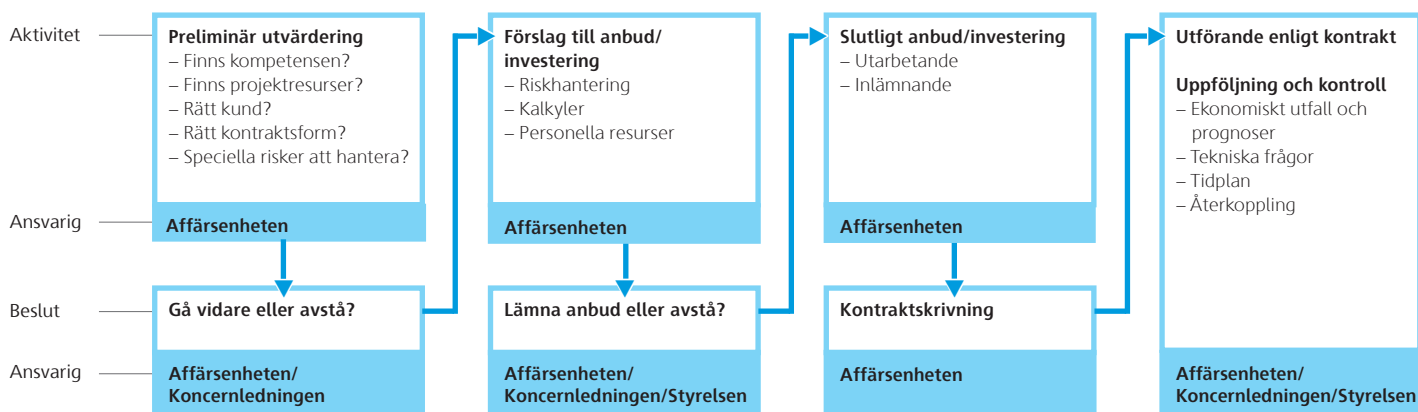 Aktivitet
Preliminär utvärdering
– Finns kompetensen?
– Finns projektresurser?
– Rätt kund?
– Rätt kontraktsform?
– Speciella risker att hantera?
Förslag till anbud/
investering
– Riskhantering
– Kalkyler
– Personella resurser
Slutligt anbud/investering
– Utarbetande
– Inlämnande
Utförande enligt kontrakt
Uppföljning och kontroll
– Ekonomiskt utfall och
prognoser
– Tekniska frågor
– Tidplan
– Återkoppling
Ansvarig
Affärsenheten
Affärsenheten
Affärsenheten
Beslut
Gå vidare eller avstå?
Lämna anbud eller avstå?
Kontraktskrivning
Ansvarig
Affärsenheten/
Koncernledningen
Affärsenheten/
Koncernledningen/Styrelsen
Affärsenheten
Affärsenheten/
Koncernledningen/Styrelsen